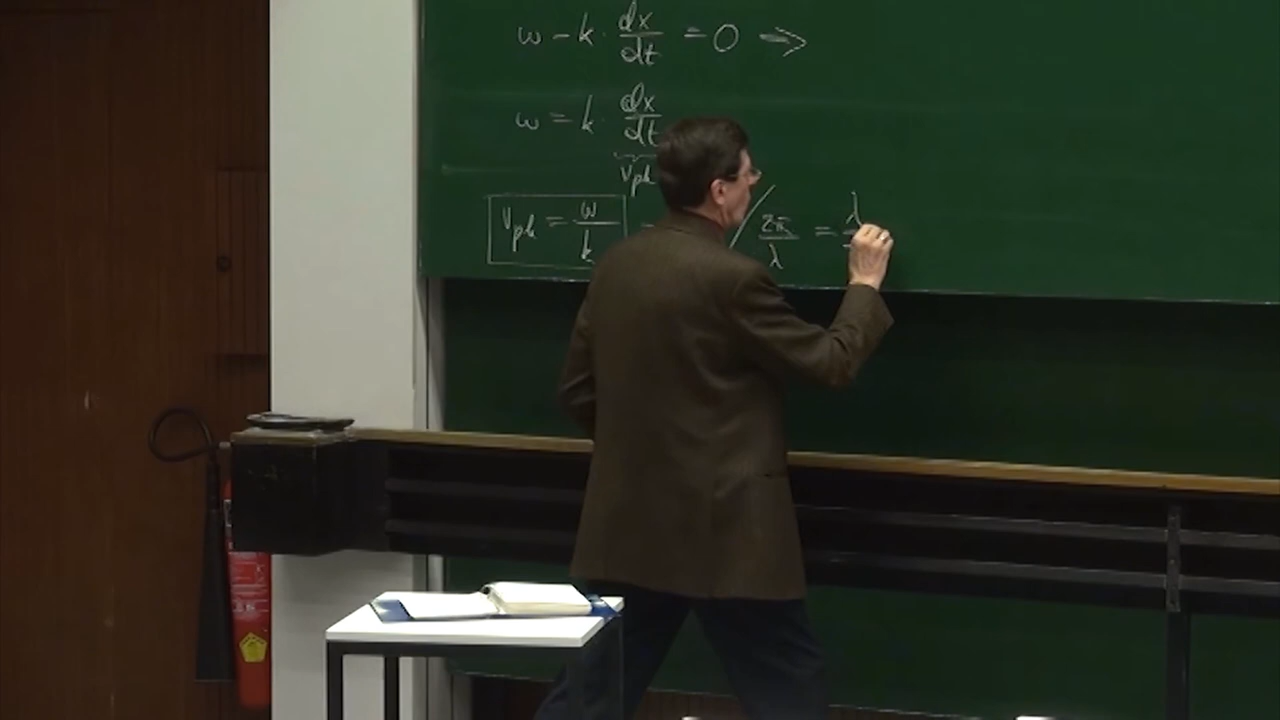 ω - k · dx/dt = 0 ⇒
ω = k · dx/dt
v_ph
v_ph = ω/k = / 2π/λ = λ